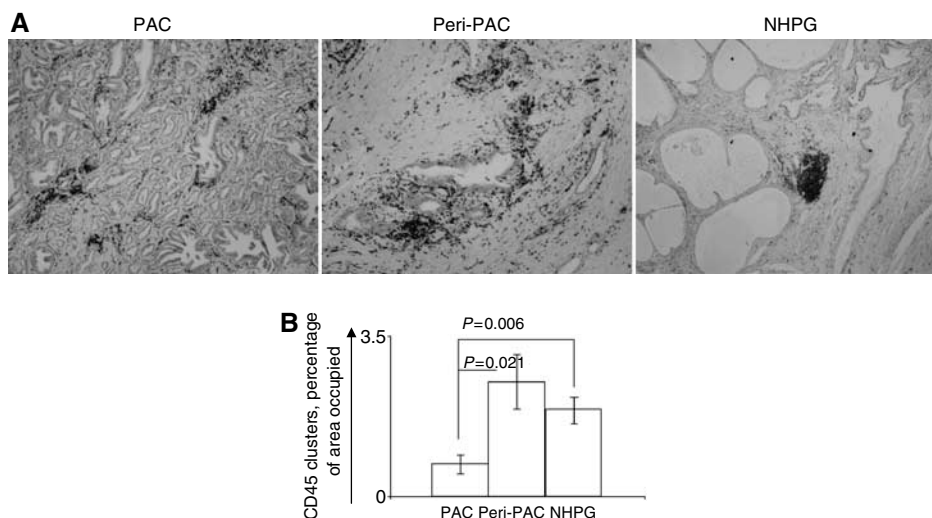 A
PAC
Peri-PAC
NHPG
B
CD45 clusters, percentage
of area occupied
3.5
P=0.006
P=0.021
0
PAC Peri-PAC NHPG